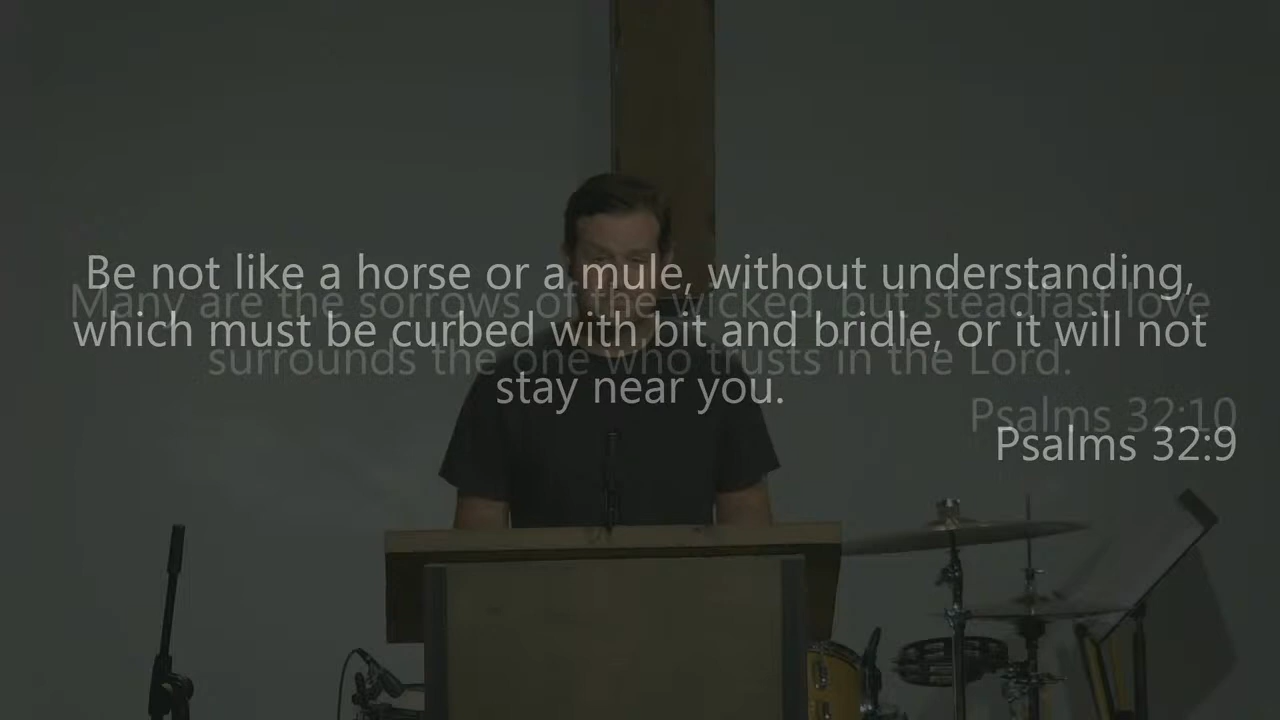 Be not like a horse or a mule, without understanding,
which must be curbed with bit and bridle, or it will not
stay near you.
Psalms 32:9
Many are the sorrows of wicked, but steadfast love
surrounds the one who trusts in the Lord.
Psalms 32:10